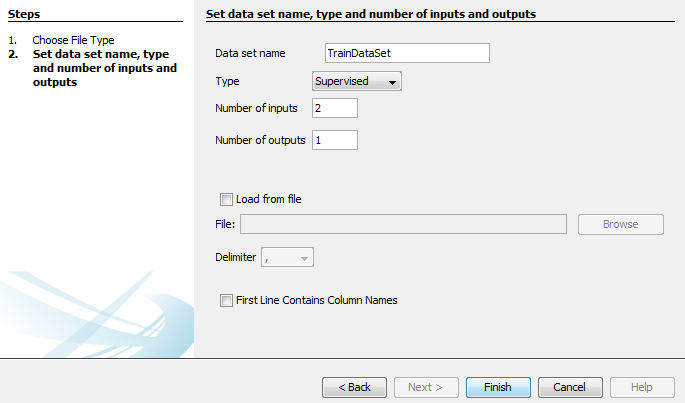 Steps
1. Choose File Type
2. Set data set name, type
and number of inputs and
outputs
Set data set name, type and number of inputs and outputs
Data set name TrainDataSet
Type Supervised
Number of inputs 2
Number of outputs 1
Load from file
File: Browse
Delimiter ,
First Line Contains Column Names
< Back Next > Finish Cancel Help